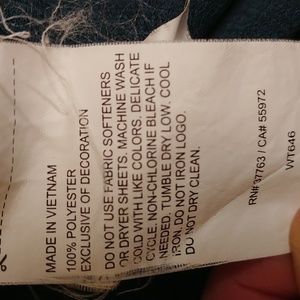 MADE IN VIETNAM
100% POLYESTER
EXCLUSIVE OF DECORATION
DO NOT USE FABRIC SOFTENERS
OR DRYER SHEETS, MACHINE WASH
COLD WITH LIKE COLORS. DELICATE
CYCLE. NON-CHLORINE BLEACH IF
NEEDED. TUMBLE DRY LOW. COOL
IRON. DO NOT IRON LOGO.
DO NOT DRY CLEAN.
RN# 37763 / CA# 55972
WT646